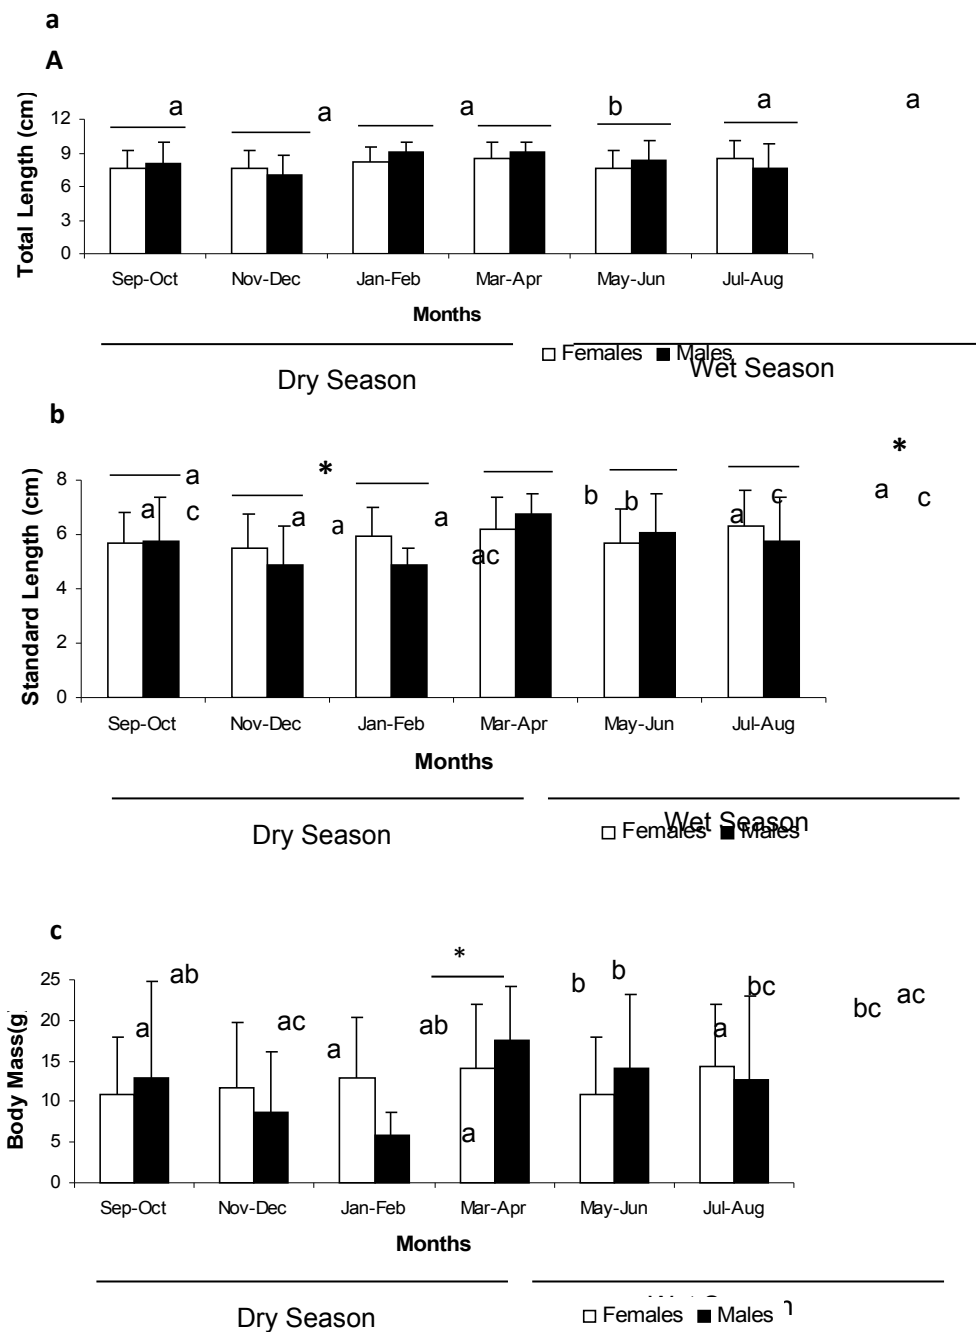 a
A
Total Length (cm)
a a a b a a
12
9
6
3
0
Sep-Oct Nov-Dec Jan-Feb Mar-Apr May-Jun Jul-Aug
Months
Females Males
Dry Season Wet Season
b
Standard Length (cm)
* *
a a c a a a ac b b a c a c
8
6
4
2
0
Sep-Oct Nov-Dec Jan-Feb Mar-Apr May-Jun Jul-Aug
Months
Dry Season Wet Season
Females Males
c
Body Mass(g
*
ab a ac a ab a b b bc a bc ac
25
20
15
10
5
0
Sep-Oct Nov-Dec Jan-Feb Mar-Apr May-Jun Jul-Aug
Months
Dry Season
Females Males